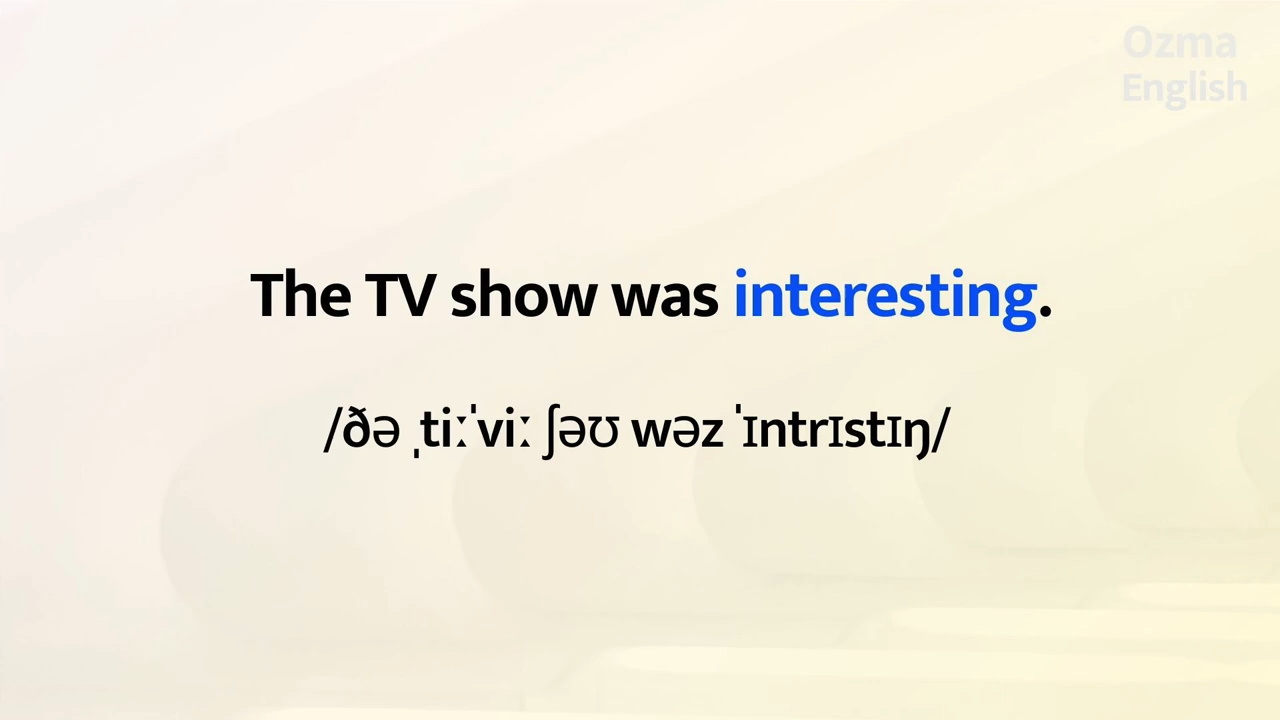 Ozma
English
The TV show was interesting.
/ðə ˌtiːˈviː ʃəʊ wəz ˈɪntrɪstɪŋ/